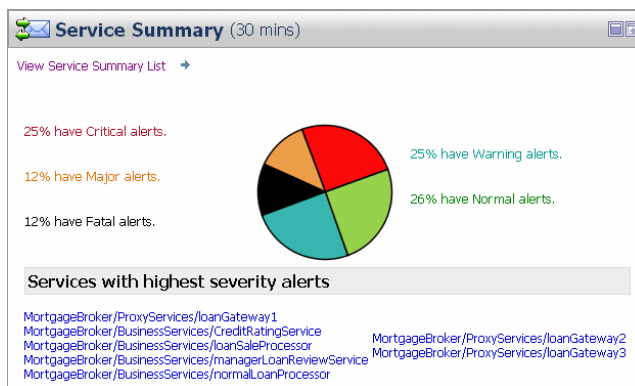 Service Summary (30 mins)
View Service Summary List
25% have Critical alerts.
12% have Major alerts.
12% have Fatal alerts.
25% have Warning alerts.
26% have Normal alerts.
Services with highest severity alerts
MortgageBroker/ProxyServices/loanGateway1
MortgageBroker/BusinessServices/CreditRatingService
MortgageBroker/BusinessServices/loanSaleProcessor
MortgageBroker/BusinessServices/managerLoanReviewService
MortgageBroker/BusinessServices/normalLoanProcessor
MortgageBroker/ProxyServices/loanGateway2
MortgageBroker/ProxyServices/loanGateway3